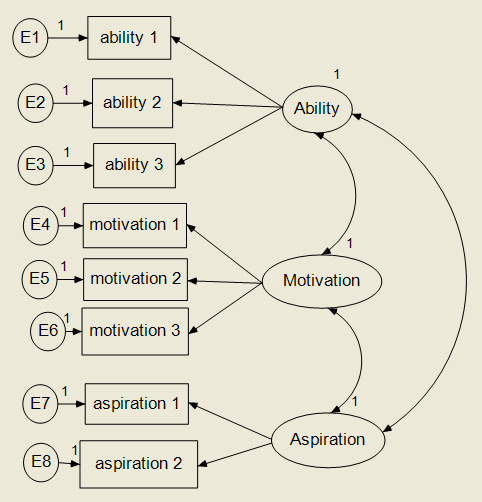 E1 1 ability 1
1
E2 1 ability 2
Ability
E3 1 ability 3
E4 1 motivation 1
1
E5 1 motivation 2
Motivation
E6 1 motivation 3
E7 1 aspiration 1
1
Aspiration
E8 1 aspiration 2